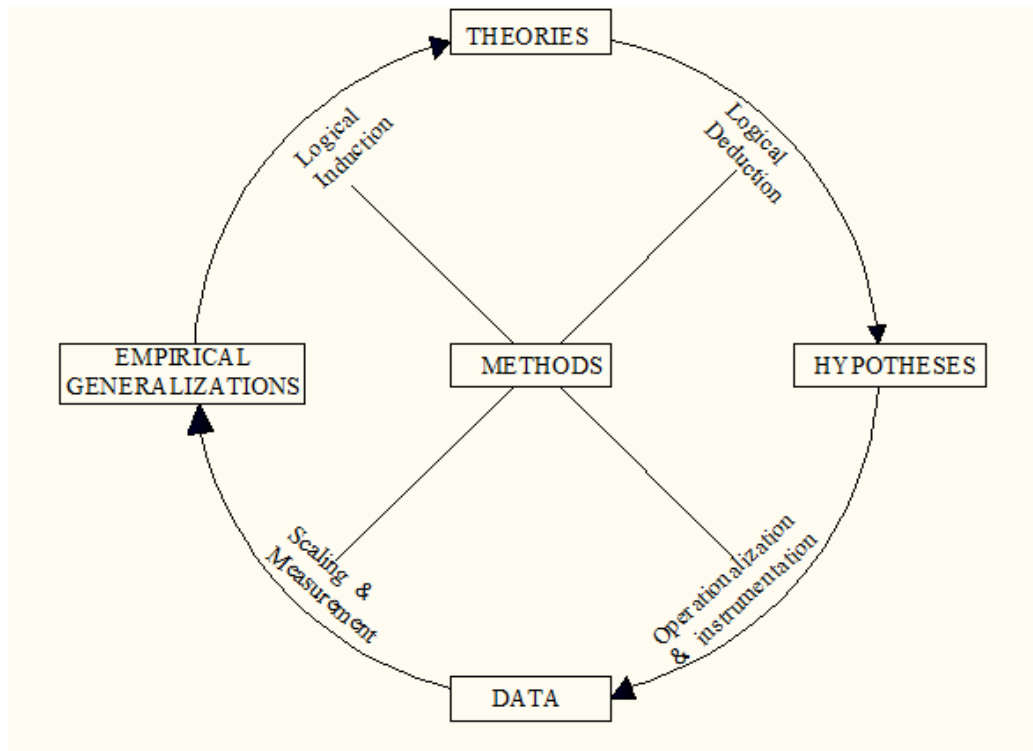 THEORIES
Logical
Induction
Logical
Deduction
EMPIRICAL
GENERALIZATIONS
METHODS
HYPOTHESES
Scaling &
Measurement
Operationalization
& instrumentation
DATA